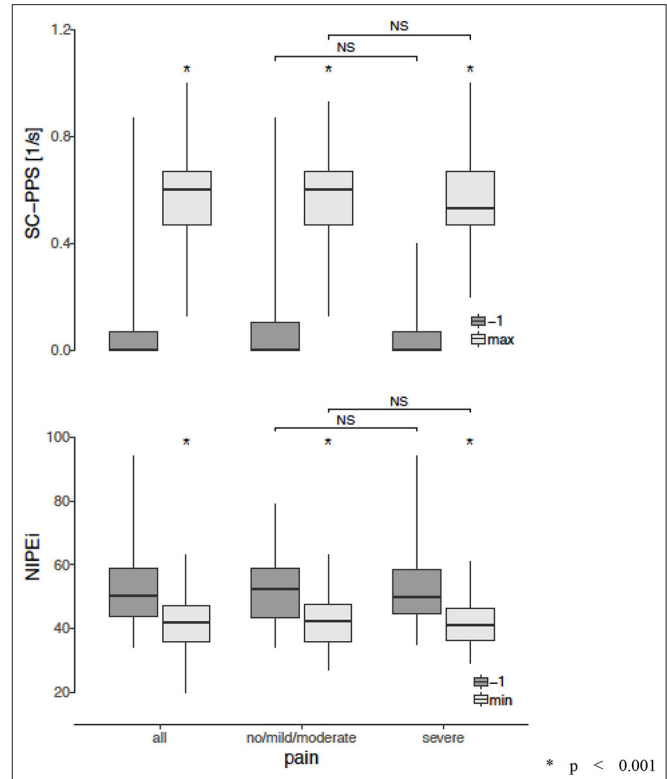 NS
NS
* * *
1.2
0.8
0.4
0.0
SC-PPS [1/s]
-1
max
NS
NS
* * *
100
80
60
40
20
NIPEi
-1
min
all no/mild/moderate severe
pain
* p < 0.001